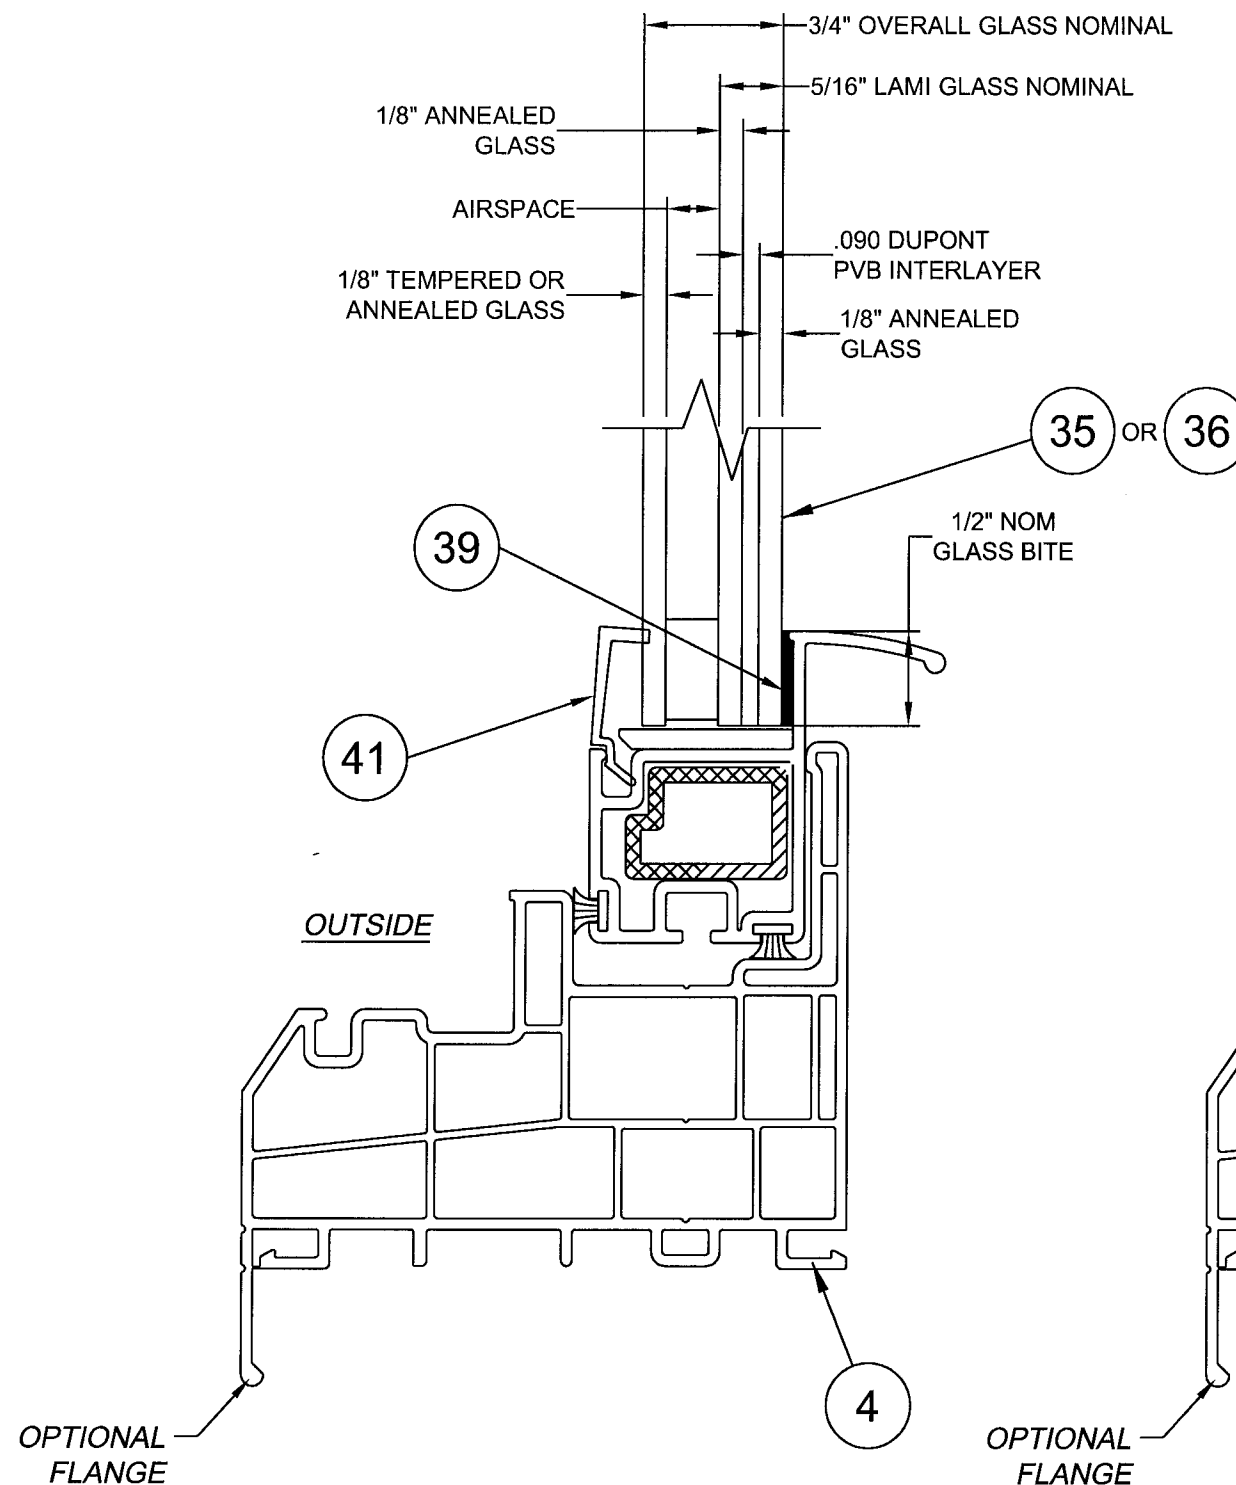 3/4" OVERALL GLASS NOMINAL
5/16" LAMI GLASS NOMINAL
1/8" ANNEALED
GLASS
AIRSPACE
.090 DUPONT
PVB INTERLAYER
1/8" TEMPERED OR
ANNEALED GLASS
1/8" ANNEALED
GLASS
35 OR 36
1/2" NOM
GLASS BITE
39
41
OUTSIDE
4
OPTIONAL
FLANGE
OPTIONAL
FLANGE